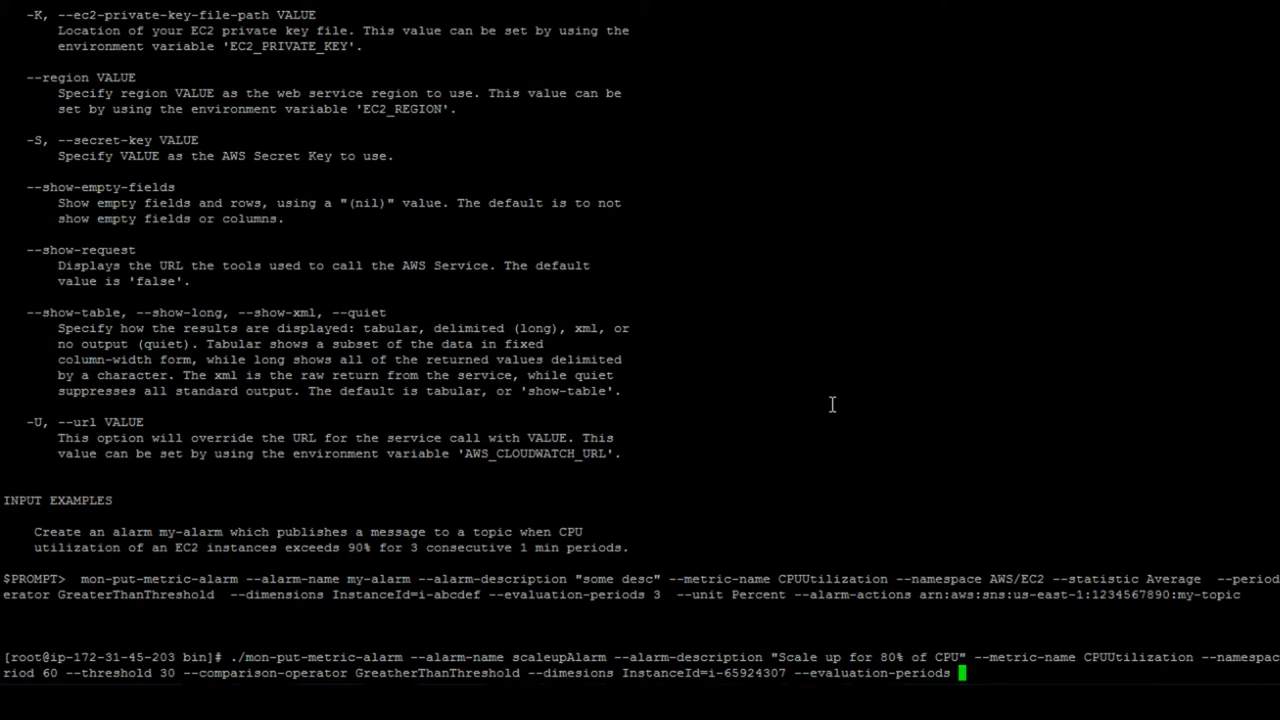 -K, --ec2-private-key-file-path VALUE
Location of your EC2 private key file. This value can be set by using the
environment variable 'EC2_PRIVATE_KEY'.
--region VALUE
Specify region VALUE as the web service region to use. This value can be
set by using the environment variable 'EC2_REGION'.
-S, --secret-key VALUE
Specify VALUE as the AWS Secret Key to use.
--show-empty-fields
Show empty fields and rows, using a "(nil)" value. The default is to not
show empty fields or columns.
--show-request
Displays the URL the tools used to call the AWS Service. The default
value is 'false'.
--show-table, --show-long, --show-xml, --quiet
Specify how the results are displayed: tabular, delimited (long), xml, or
no output (quiet). Tabular shows a subset of the data in fixed
column-width form, while long shows all of the returned values delimited
by a character. The xml is the raw return from the service, while quiet
suppresses all standard output. The default is tabular, or 'show-table'.
-U, --url VALUE
This option will override the URL for the service call with VALUE. This
value can be set by using the environment variable 'AWS_CLOUDWATCH_URL'.
INPUT EXAMPLES
Create an alarm my-alarm which publishes a message to a topic when CPU
utilization of an EC2 instances exceeds 90% for 3 consecutive 1 min periods.
$PROMPT>  mon-put-metric-alarm --alarm-name my-alarm --alarm-description "some desc" --metric-name CPUUtilization --namespace AWS/EC2 --statistic Average  --period
erator GreaterThanThreshold  --dimensions InstanceId=i-abcdef --evaluation-periods 3  --unit Percent --alarm-actions arn:aws:sns:us-east-1:1234567890:my-topic
[root@ip-172-31-45-203 bin]# ./mon-put-metric-alarm --alarm-name scaleupAlarm --alarm-description "Scale up for 80% of CPU" --metric-name CPUUtilization --namespac
riod 60 --threshold 30 --comparison-operator GreatherThanThreshold --dimesions InstanceId=i-65924307 --evaluation-periods